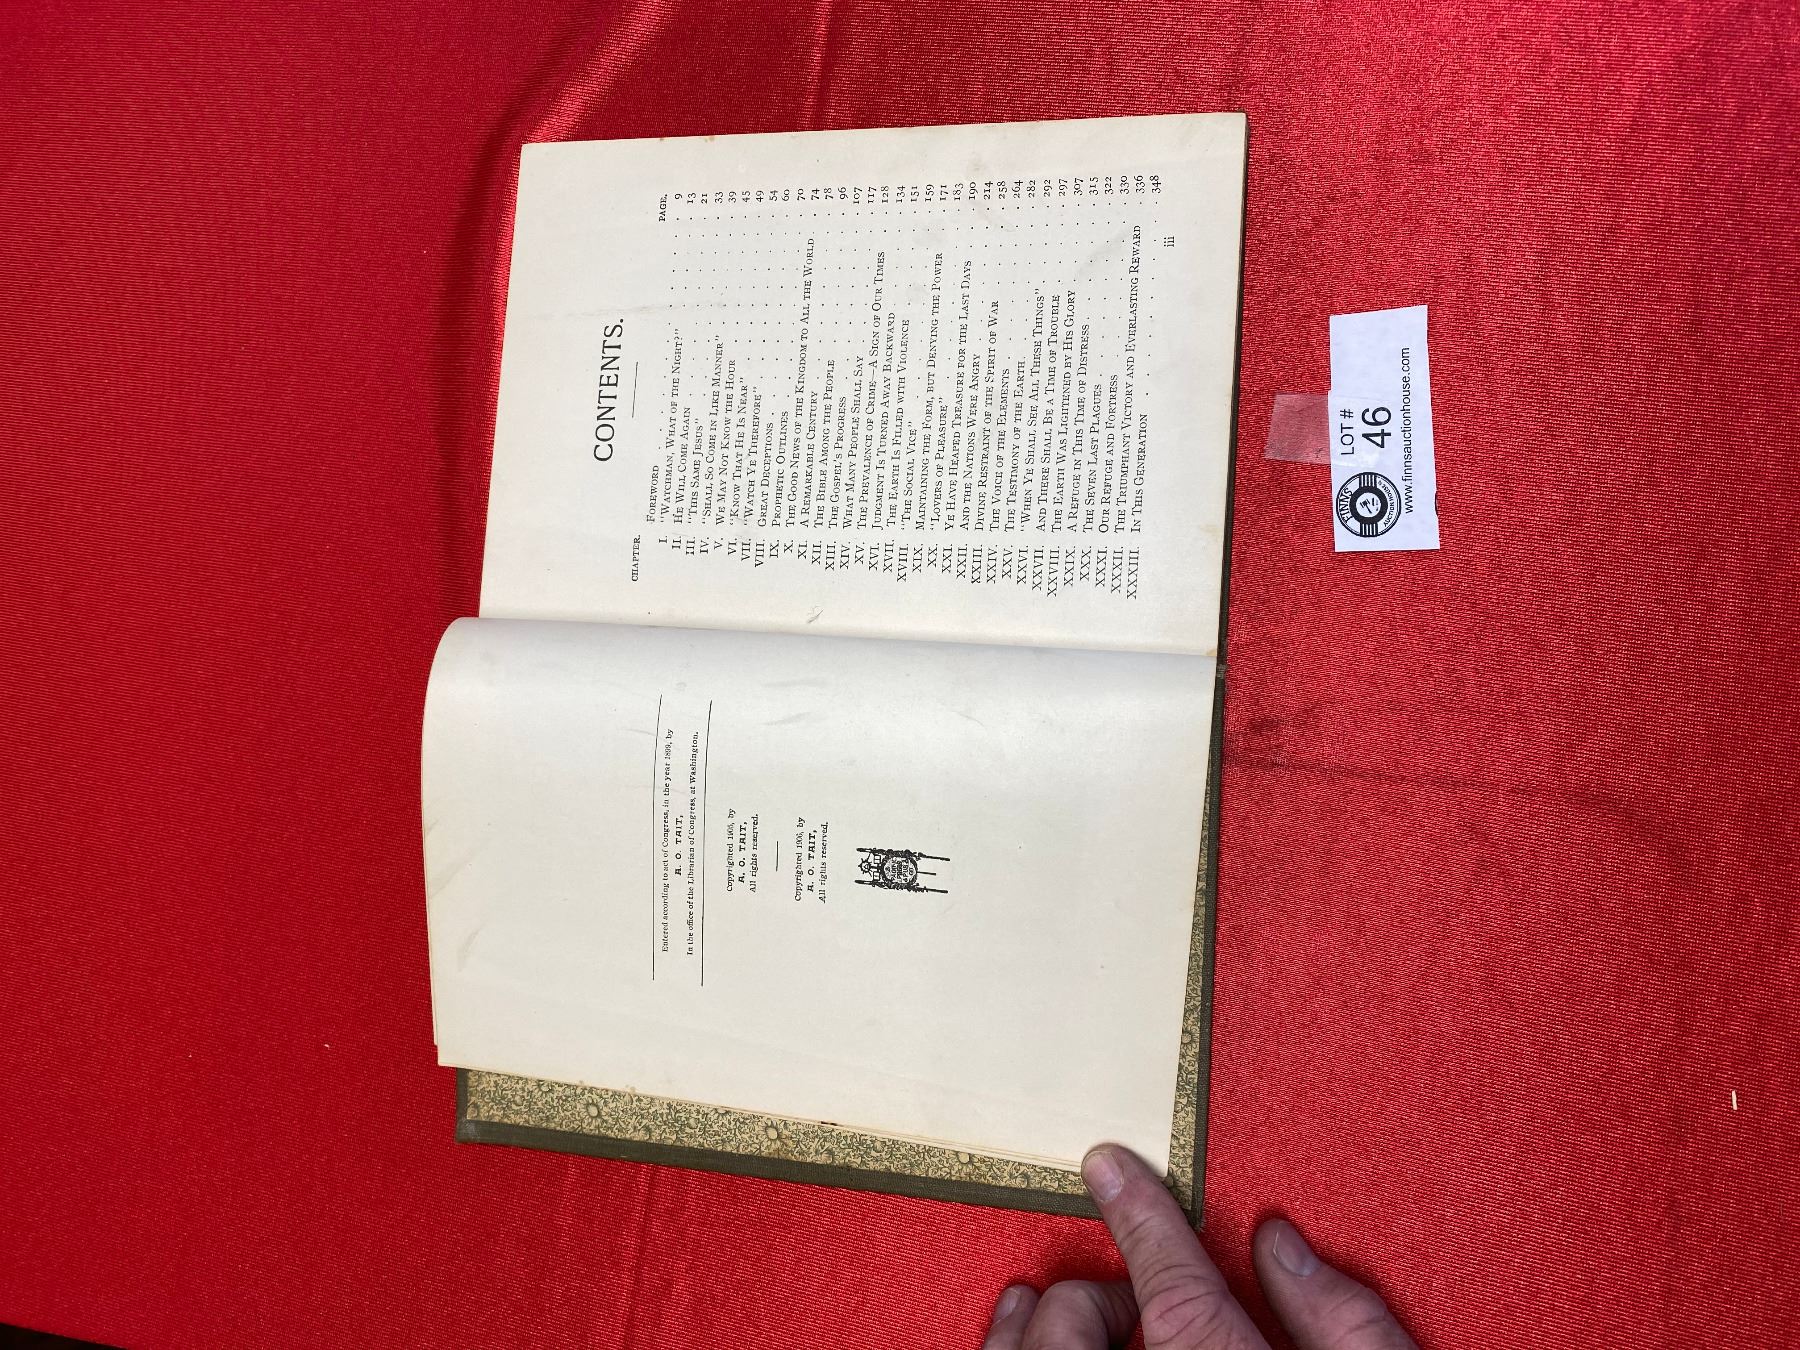 Entered according to act of Congress, in the year 1899, by
A. O. TAIT,
In the office of the Librarian of Congress, at Washington.
Copyrighted 1905, by
A. O. TAIT,
All rights reserved.
Copyrighted 1906, by
A. O. TAIT,
All rights reserved.
CONTENTS.
CHAPTER. PAGE.
FOREWORD . . . 9
I. "WATCHMAN, WHAT OF THE NIGHT?" . . . 13
II. HE WILL COME AGAIN . . . 21
III. "THIS SAME JESUS" . . . 33
IV. "SHALL SO COME IN LIKE MANNER" . . . 39
V. WE MAY NOT KNOW THE HOUR . . . 45
VI. "KNOW THAT HE IS NEAR" . . . 49
VII. "WATCH YE THEREFORE" . . . 54
VIII. GREAT DECEPTIONS . . . 60
IX. PROPHETIC OUTLINES . . . 70
X. THE GOOD NEWS OF THE KINGDOM TO ALL THE WORLD . . . 74
XI. A REMARKABLE CENTURY . . . 78
XII. THE BIBLE AMONG THE PEOPLE . . . 96
XIII. THE GOSPEL'S PROGRESS . . . 107
XIV. WHAT MANY PEOPLE SHALL SAY . . . 117
XV. THE PREVALENCE OF CRIME—A SIGN OF OUR TIMES . . . 128
XVI. JUDGMENT IS TURNED AWAY BACKWARD . . . 134
XVII. THE EARTH IS FILLED WITH VIOLENCE . . . 151
XVIII. "THE SOCIAL VICE" . . . 159
XIX. MAINTAINING THE FORM, BUT DENYING THE POWER . . . 171
XX. "LOVERS OF PLEASURE" . . . 183
XXI. YE HAVE HEAPED TREASURE FOR THE LAST DAYS . . . 190
XXII. AND THE NATIONS WERE ANGRY . . . 214
XXIII. DIVINE RESTRAINT OF THE SPIRIT OF WAR . . . 258
XXIV. THE VOICE OF THE ELEMENTS . . . 264
XXV. THE TESTIMONY OF THE EARTH . . . 282
XXVI. "WHEN YE SHALL SEE ALL THESE THINGS" . . . 292
XXVII. AND THERE SHALL BE A TIME OF TROUBLE . . . 297
XXVIII. THE EARTH WAS LIGHTENED BY HIS GLORY . . . 307
XXIX. A REFUGE IN THIS TIME OF DISTRESS . . . 315
XXX. THE SEVEN LAST PLAGUES . . . 322
XXXI. OUR REFUGE AND FORTRESS . . . 330
XXXII. THE TRIUMPHANT VICTORY AND EVERLASTING REWARD . . . 336
XXXIII. IN THIS GENERATION . . . 348
iii
LOT #
46
FINN'S
AUCTION HOUSE
www.finnsauctionhouse.com